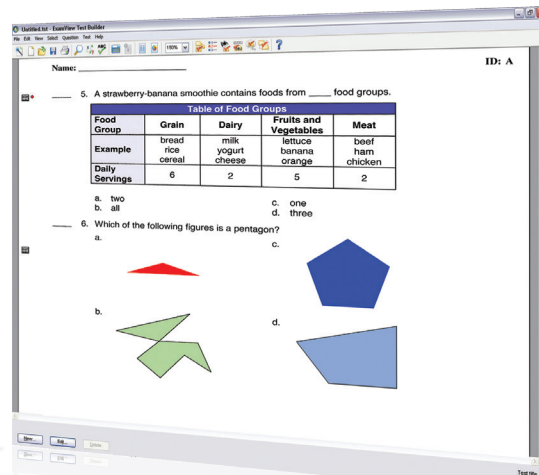 Untitled.tst - ExamView Test Builder
File Edit View Select Question Test Help
100%
Name:
ID: A
5. A strawberry-banana smoothie contains foods from ____ food groups.
Table of Food Groups
Food Group Grain Dairy Fruits and Vegetables Meat
Example bread rice cereal milk yogurt cheese lettuce banana orange beef ham chicken
Daily Servings 6 2 5 2
a. two c. one
b. all d. three
6. Which of the following figures is a pentagon?
a. c.
b. d.
New... Edit... Delete